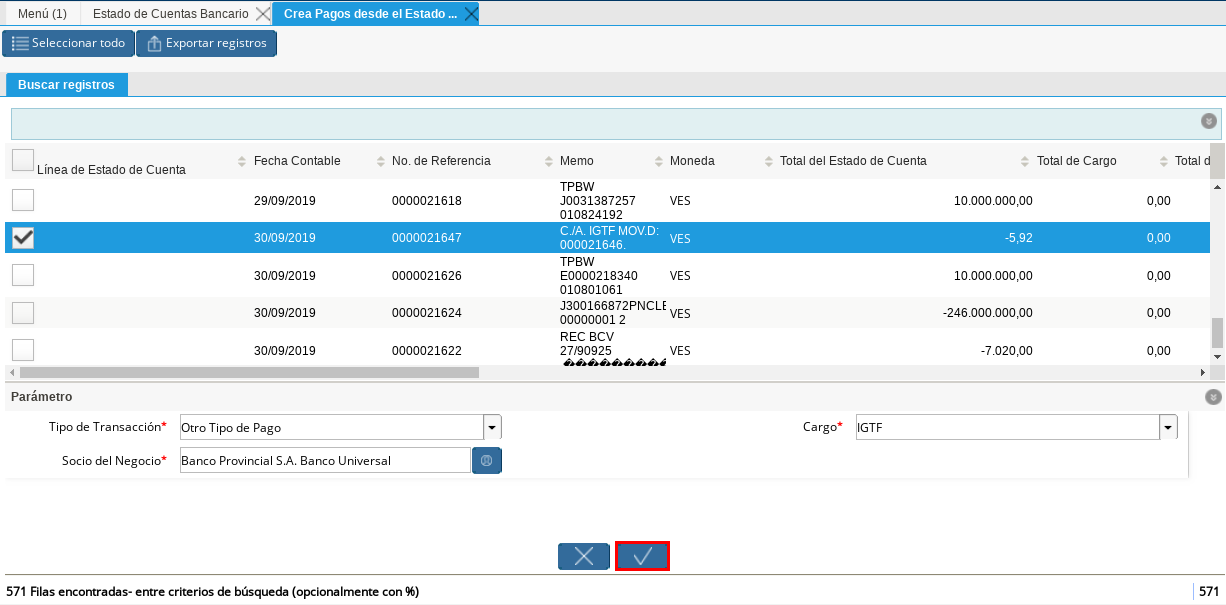 Menú (1) Estado de Cuentas Bancario Crea Pagos desde el Estado ...
Seleccionar todo Exportar registros
Buscar registros
Línea de Estado de Cuenta Fecha Contable No. de Referencia Memo Moneda Total del Estado de Cuenta Total de Cargo Total d
29/09/2019 0000021618 TPBW J0031387257 010824192 VES 10.000.000,00 0,00
30/09/2019 0000021647 C./A. IGTF MOV.D: 000021646. VES -5,92 0,00
30/09/2019 0000021626 TPBW E0000218340 010801061 VES 10.000.000,00 0,00
30/09/2019 0000021624 J300166872PNCLE 00000001 2 VES -246.000.000,00 0,00
30/09/2019 0000021622 REC BCV 27/90925 VES -7.020,00 0,00
Parámetro
Tipo de Transacción* Otro Tipo de Pago Cargo* IGTF
Socio del Negocio* Banco Provincial S.A. Banco Universal
571 Filas encontradas- entre criterios de búsqueda (opcionalmente con %) 571